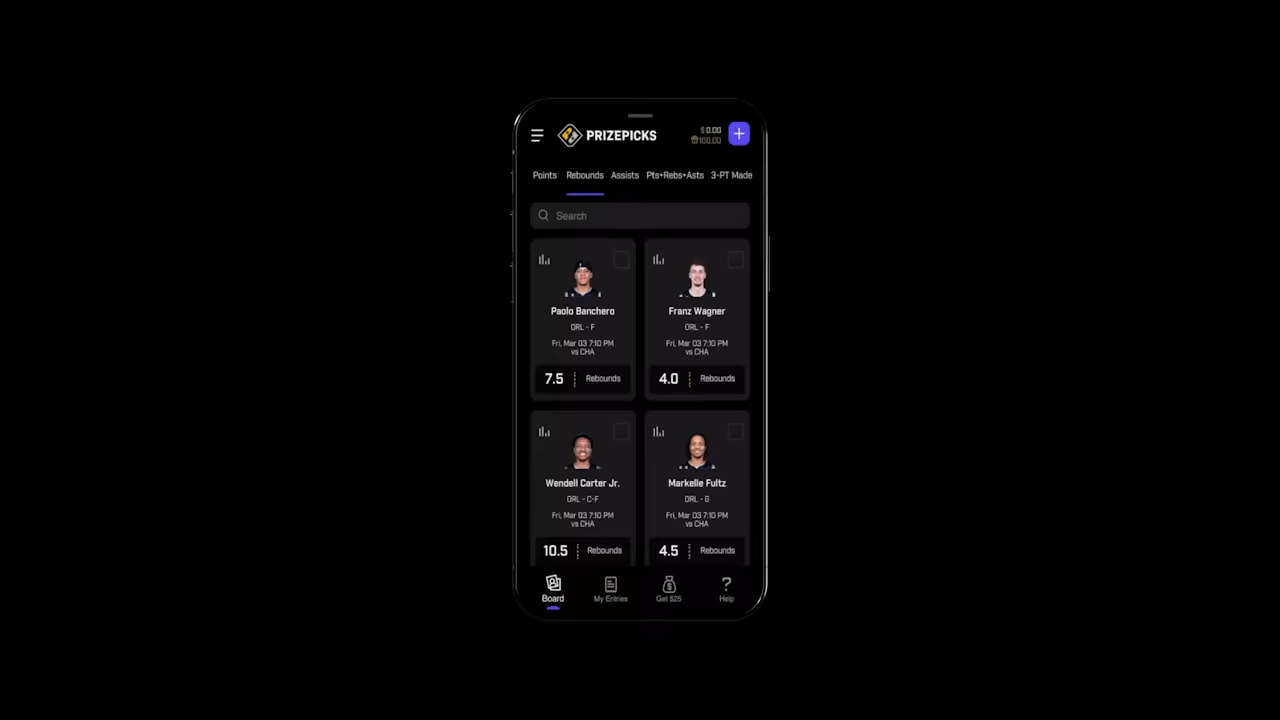 PRIZEPICKS
$ 0.00
100.00
Points Rebounds Assists Pts+Rebs+Asts 3-PT Made
Search
Paolo Banchero
ORL - F
Fri, Mar 03 7:10 PM
vs CHA
7.5 Rebounds
Franz Wagner
ORL - F
Fri, Mar 03 7:10 PM
vs CHA
4.0 Rebounds
Wendell Carter Jr.
ORL - C-F
Fri, Mar 03 7:10 PM
vs CHA
10.5 Rebounds
Markelle Fultz
ORL - G
Fri, Mar 03 7:10 PM
vs CHA
4.5 Rebounds
Board
My Entries
Get $25
Help